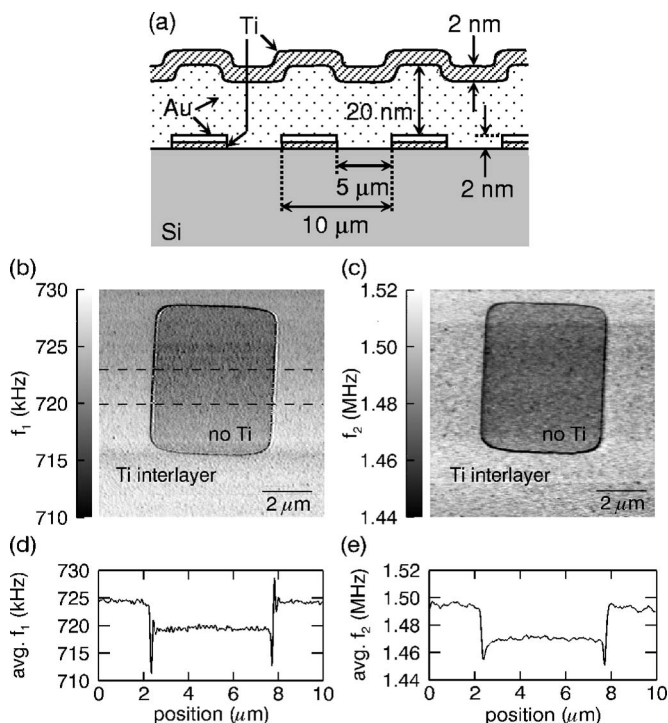 (a)
Ti
2 nm
Au
20 nm
5 μm
10 μm
2 nm
Si
(b)
(c)
730
725
720
715
710
f1 (kHz)
no Ti
Ti interlayer
2 μm
1.52
1.50
1.48
1.46
1.44
f2 (MHz)
no Ti
Ti interlayer
2 μm
(d)
(e)
730
725
720
715
710
avg. f1 (kHz)
0 2 4 6 8 10
position (μm)
1.52
1.50
1.48
1.46
1.44
avg. f2 (MHz)
0 2 4 6 8 10
position (μm)